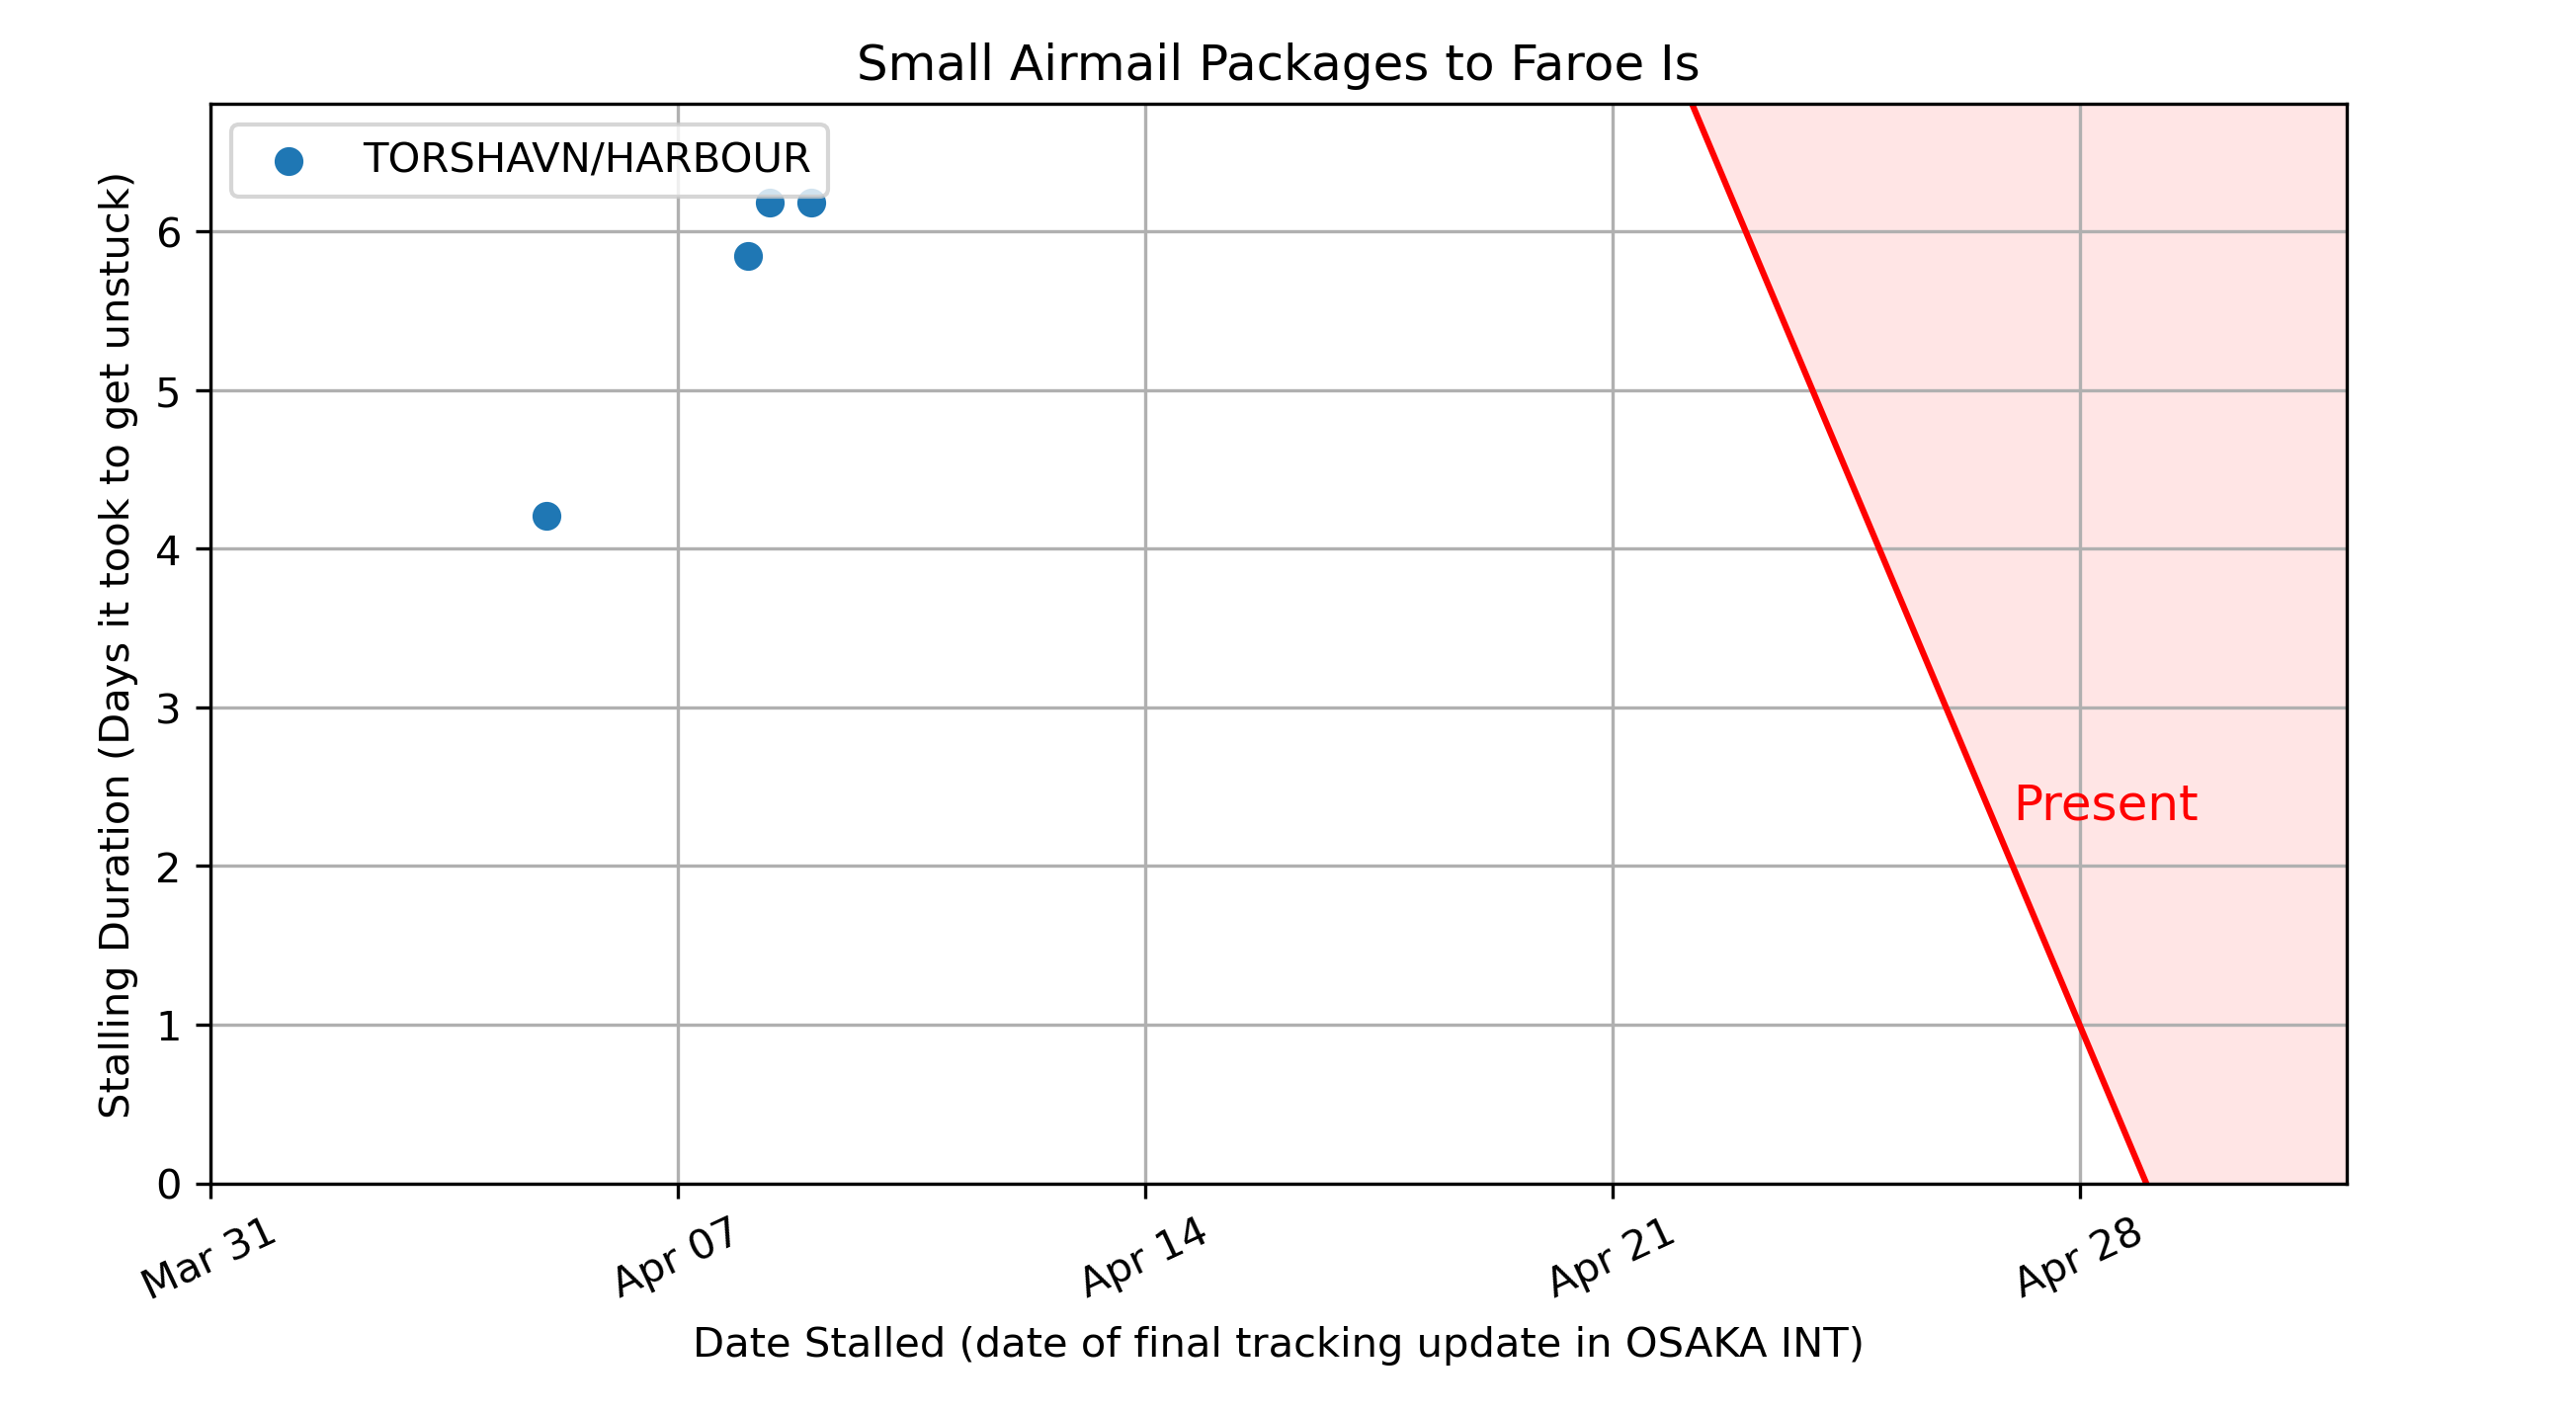 Small Airmail Packages to Faroe Is
TORSHAVN/HARBOUR
Stalling Duration (Days it took to get unstuck)
6
5
4
3
2
1
0
Present
Mar 31
Apr 07
Apr 14
Apr 21
Apr 28
Date Stalled (date of final tracking update in OSAKA INT)